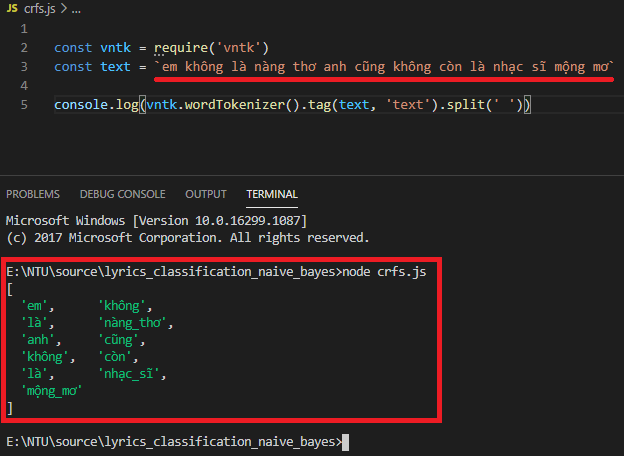 JS crfs.js > ...
1
2 const vntk = require('vntk')
3 const text = `em không là nàng thơ anh cũng không còn là nhạc sĩ mộng mơ`
4
5 console.log(vntk.wordTokenizer().tag(text, 'text').split(' '))
PROBLEMS DEBUG CONSOLE OUTPUT TERMINAL
Microsoft Windows [Version 10.0.16299.1087]
(c) 2017 Microsoft Corporation. All rights reserved.
E:\NTU\source\lyrics_classification_naive_bayes>node crfs.js
[
'em', 'không',
'là', 'nàng_thơ',
'anh', 'cũng',
'không', 'còn',
'là', 'nhạc_sĩ',
'mộng_mơ'
]
E:\NTU\source\lyrics_classification_naive_bayes>